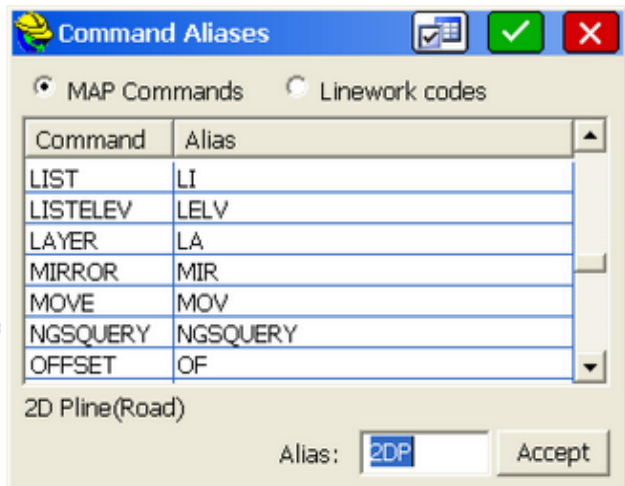 Command Aliases
MAP Commands Linework codes
Command Alias
LIST LI
LISTELEV LELV
LAYER LA
MIRROR MIR
MOVE MOV
NGSQUERY NGSQUERY
OFFSET OF
2D Pline(Road)
Alias: 2DP Accept